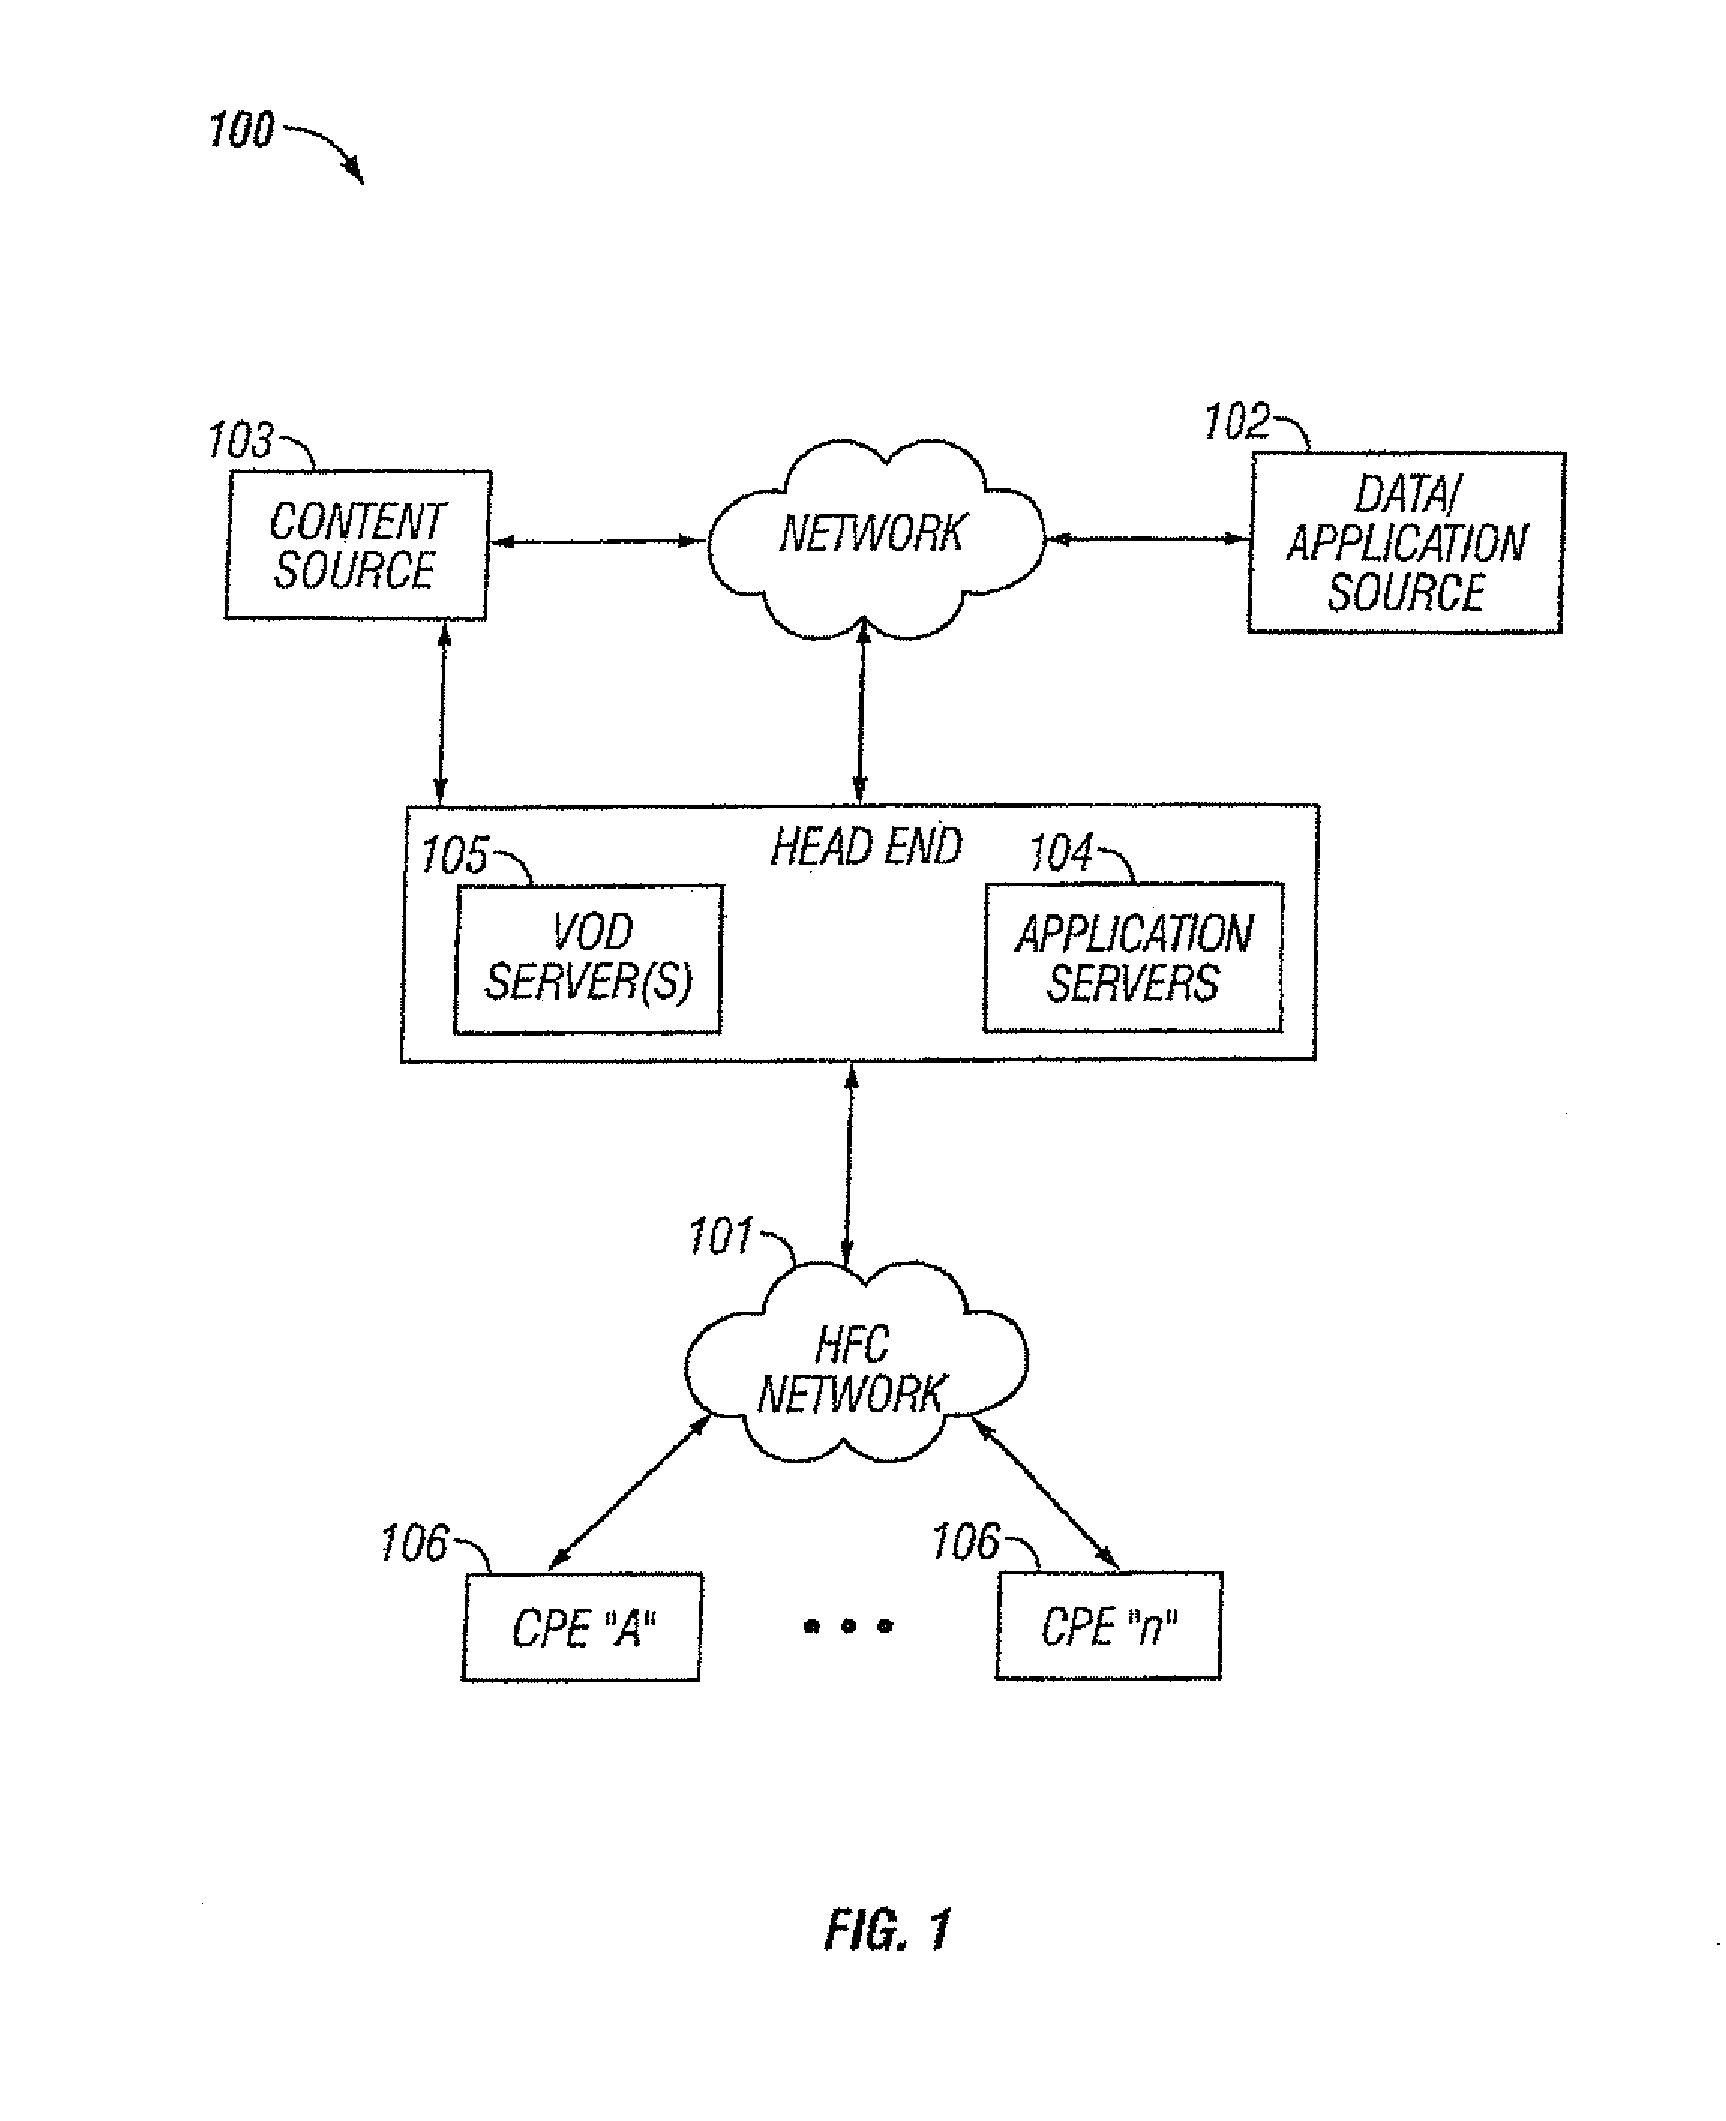 100
103
CONTENT
SOURCE
NETWORK
102
DATA/
APPLICATION
SOURCE
HEAD END
105
VOD
SERVER(S)
104
APPLICATION
SERVERS
101
HFC
NETWORK
106
CPE "A"
106
CPE "n"
FIG. 1